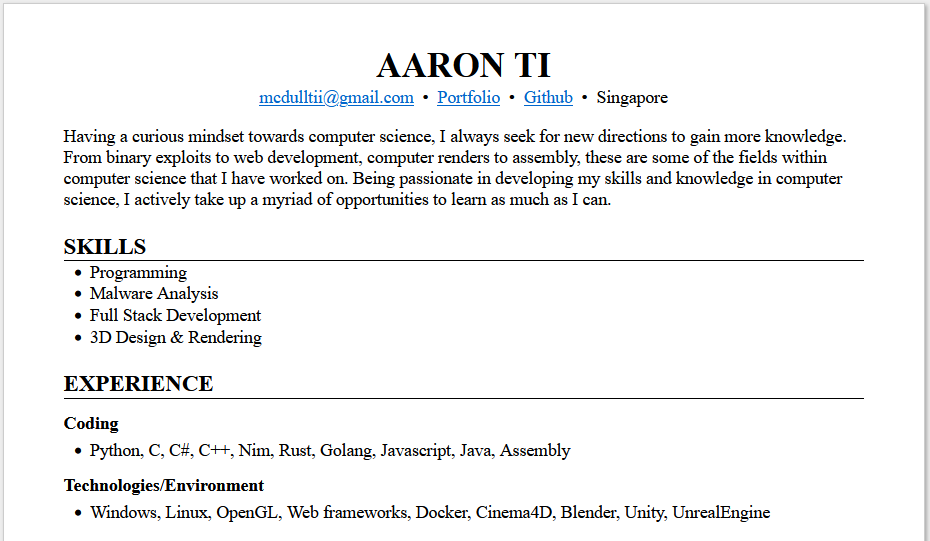 AARON TI
mcdulltii@gmail.com • Portfolio • Github • Singapore
Having a curious mindset towards computer science, I always seek for new directions to gain more knowledge.
From binary exploits to web development, computer renders to assembly, these are some of the fields within
computer science that I have worked on. Being passionate in developing my skills and knowledge in computer
science, I actively take up a myriad of opportunities to learn as much as I can.
SKILLS
• Programming
• Malware Analysis
• Full Stack Development
• 3D Design & Rendering
EXPERIENCE
Coding
• Python, C, C#, C++, Nim, Rust, Golang, Javascript, Java, Assembly
Technologies/Environment
• Windows, Linux, OpenGL, Web frameworks, Docker, Cinema4D, Blender, Unity, UnrealEngine